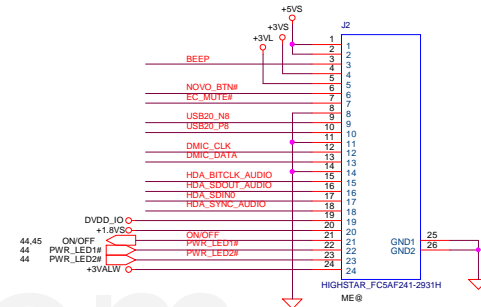 +5VS
J2
+3VS
+3VL
1 1
2 2
BEEP 3 3
4 4
5 5
NOVO_BTN# 6 6
EC_MUTE# 7 7
8 8
USB20_N8 9 9
USB20_P8 10 10
11 11
DMIC_CLK 12 12
DMIC_DATA 13 13
14 14
HDA_BITCLK_AUDIO 15 15
HDA_SDOUT_AUDIO 16 16
HDA_SDIN0 17 17
HDA_SYNC_AUDIO 18 18
DVDD_IO 19 19
+1.8VS 20 20
44,45 ON/OFF ON/OFF 21 21 GND1 25
44 PWR_LED1# PWR_LED1# 22 22 GND2 26
44 PWR_LED2# PWR_LED2# 23 23
+3VALW 24 24
HIGHSTAR_FC5AF241-2931H
ME@